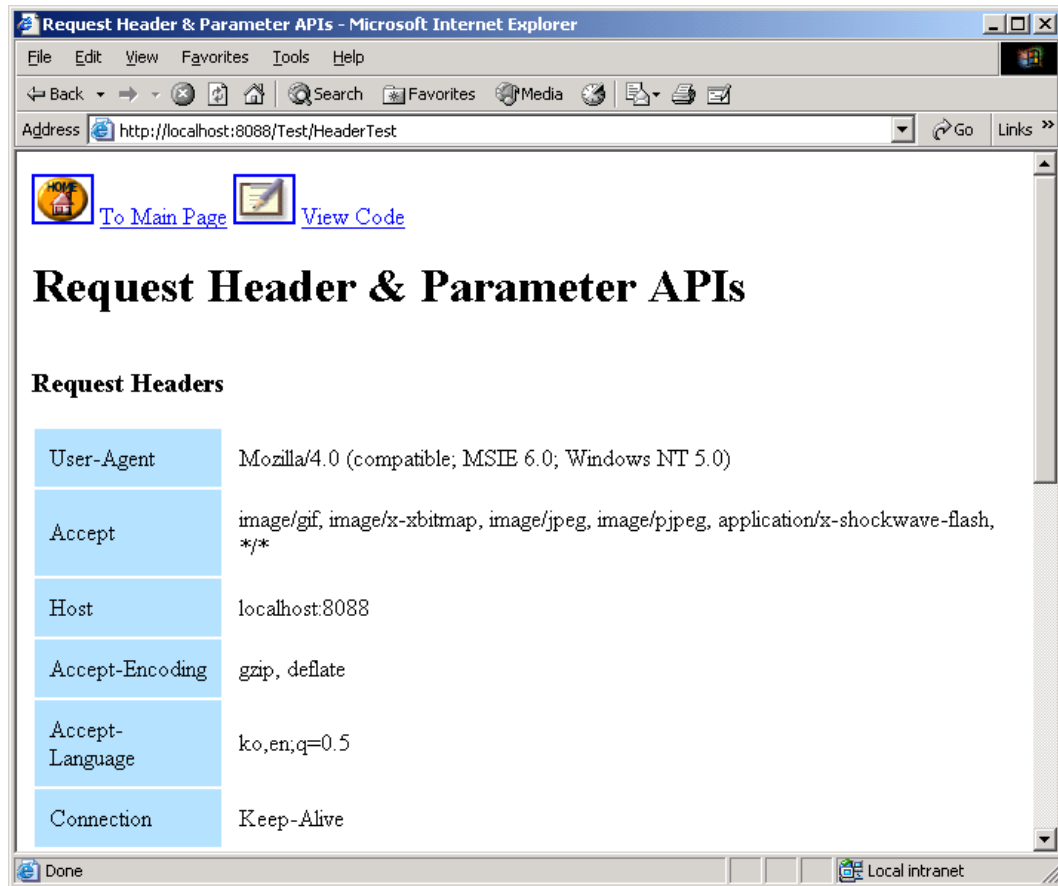 Request Header & Parameter APIs - Microsoft Internet Explorer
File Edit View Favorites Tools Help
Back Search Favorites Media
Address http://localhost:8088/Test/HeaderTest Go Links »
HOME To Main Page View Code
Request Header & Parameter APIs
Request Headers
User-Agent Mozilla/4.0 (compatible; MSIE 6.0; Windows NT 5.0)
Accept image/gif, image/x-xbitmap, image/jpeg, image/pjpeg, application/x-shockwave-flash,
*/*
Host localhost:8088
Accept-Encoding gzip, deflate
Accept-
Language ko,en;q=0.5
Connection Keep-Alive
Done Local intranet